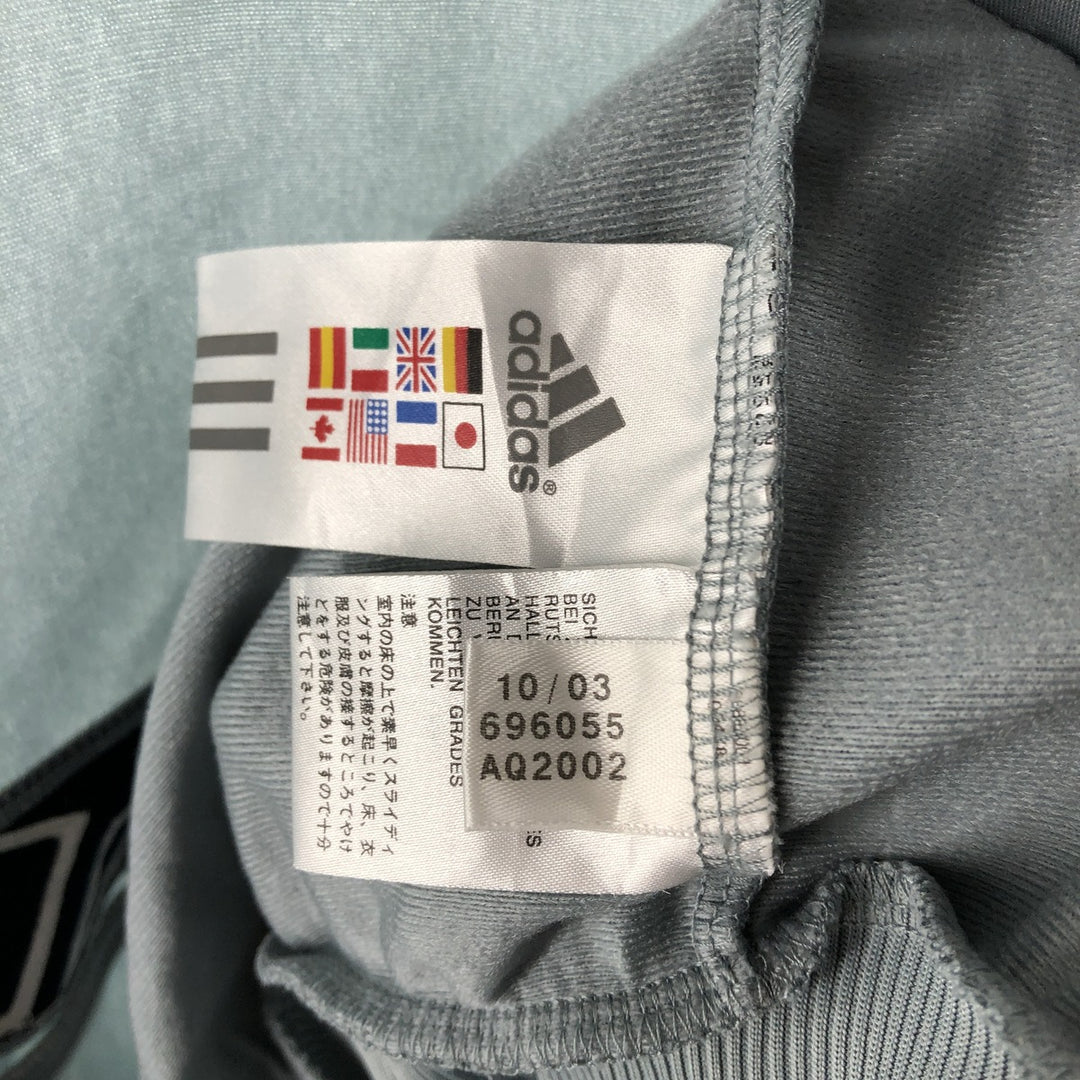 adidas®
10/03
696055
AQ2002
SICH
BEI
RUTS
HALL
AN
BER
ZU
LEICHTEN GRADES
KOMMEN.
注意
室内の床の上で素早くスライディ
ングすると摩擦が起こり、床、衣
服及び皮膚の接するところでやけ
どをする危険がありますので十分
注意して下さい。